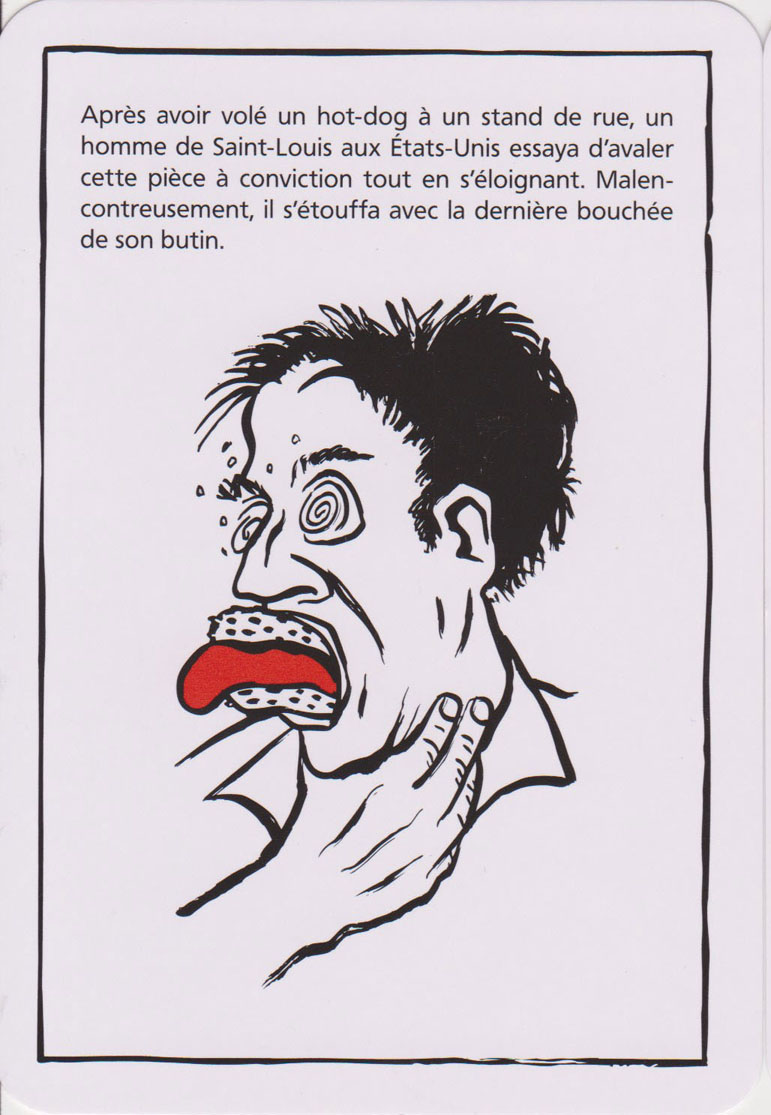 Après avoir volé un hot-dog à un stand de rue, un
homme de Saint-Louis aux États-Unis essaya d’avaler
cette pièce à conviction tout en s’éloignant. Malen-
contreusement, il s’étouffa avec la dernière bouchée
de son butin.